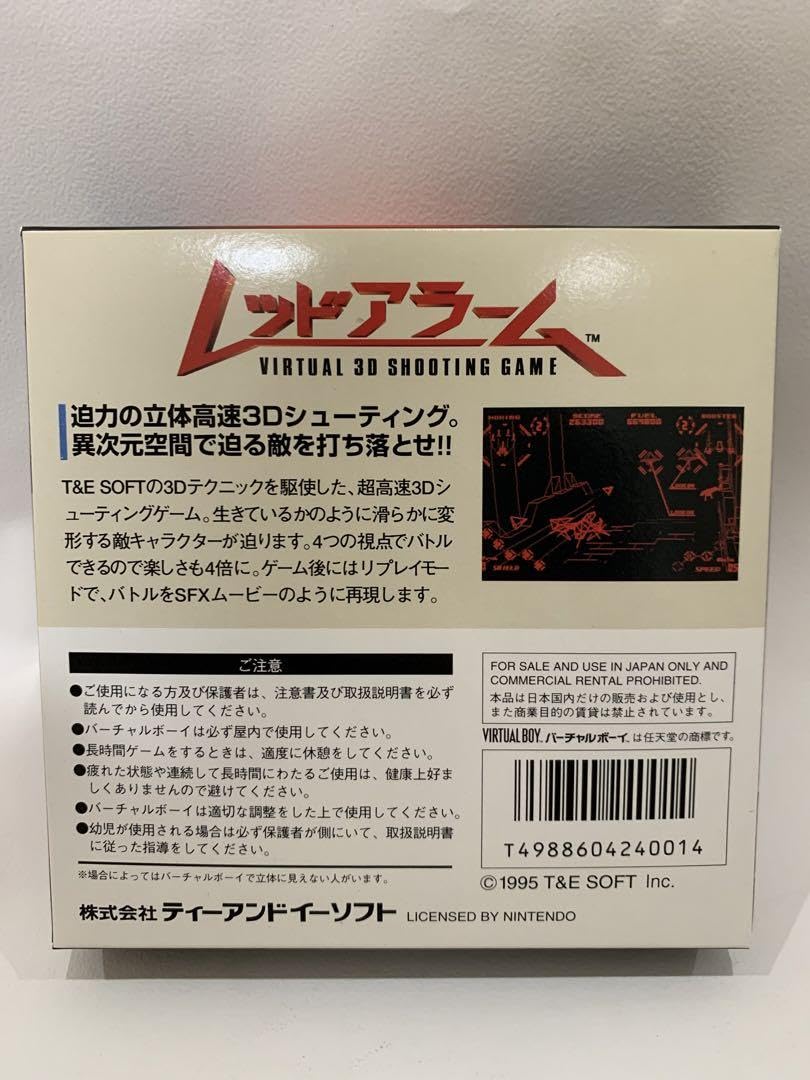 レッドアラーム™
VIRTUAL 3D SHOOTING GAME
迫力の立体高速3Dシューティング。
異次元空間で迫る敵を打ち落とせ!!
T&E SOFTの3Dテクニックを駆使した、超高速3Dシ
ューティングゲーム。生きているかのように滑らかに変
形する敵キャラクターが迫ります。4つの視点でバトル
できるので楽しさも4倍に。ゲーム後にはリプレイモー
ドで、バトルをSFXムービーのように再現します。
SCORE FUEL BOOSTER
263300 664800
SHIELD SPEED
ご注意
●ご使用になる方及び保護者は、注意書及び取扱説明書を必ず
読んでから使用してください。
●バーチャルボーイは必ず屋内で使用してください。
●長時間ゲームをするときは、適度に休憩をしてください。
●疲れた状態や連続して長時間にわたるご使用は、健康上好ま
しくありませんので避けてください。
●バーチャルボーイは適切な調整をした上で使用してください。
●幼児が使用される場合は必ず保護者が側にいて、取扱説明書
に従った指導をしてください。
※場合によってはバーチャルボーイで立体に見えない人がいます。
株式会社 ティーアンドイーソフト LICENSED BY NINTENDO
FOR SALE AND USE IN JAPAN ONLY AND
COMMERCIAL RENTAL PROHIBITED.
本品は日本国内だけの販売および使用とし、
また商業目的の賃貸は禁止されています。
VIRTUAL BOY、バーチャルボーイ、は任天堂の商標です。
T4988604240014
©1995 T&E SOFT Inc.